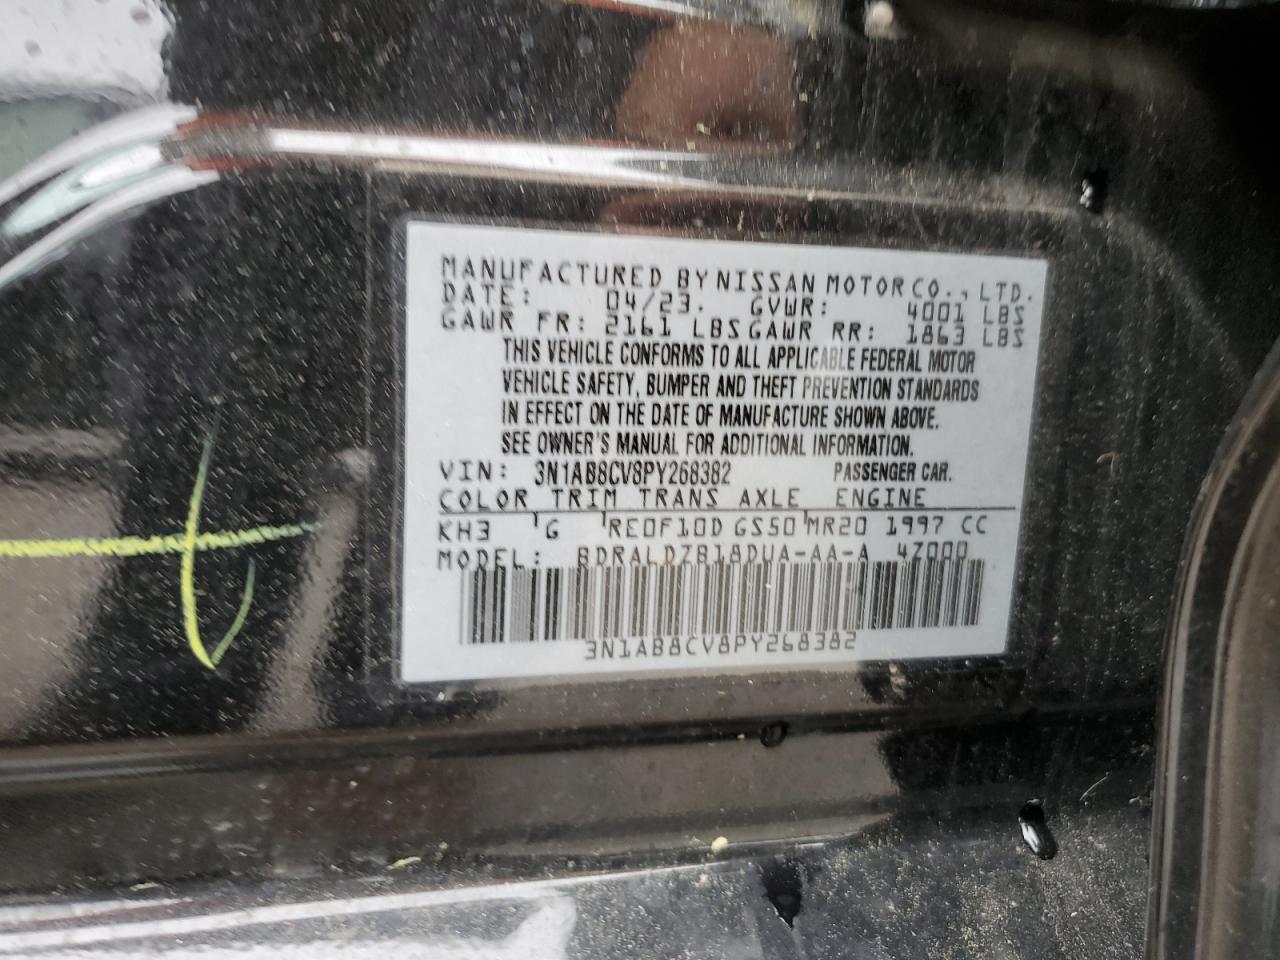 MANUFACTURED BY NISSAN MOTOR CO., LTD.
DATE: 04/23. GVWR: 4001 LBS
GAWR FR: 2161 LBS GAWR RR: 1863 LBS
THIS VEHICLE CONFORMS TO ALL APPLICABLE FEDERAL MOTOR
VEHICLE SAFETY, BUMPER AND THEFT PREVENTION STANDARDS
IN EFFECT ON THE DATE OF MANUFACTURE SHOWN ABOVE.
SEE OWNER'S MANUAL FOR ADDITIONAL INFORMATION.
VIN: 3N1AB8CV8PY268382 PASSENGER CAR.
COLOR TRIM TRANS AXLE ENGINE
KH3 G RE0F10D GS50 MR20 1997 CC
MODEL: BDRALDZB18DUA-AA-A 4Z000
3N1AB8CV8PY268382